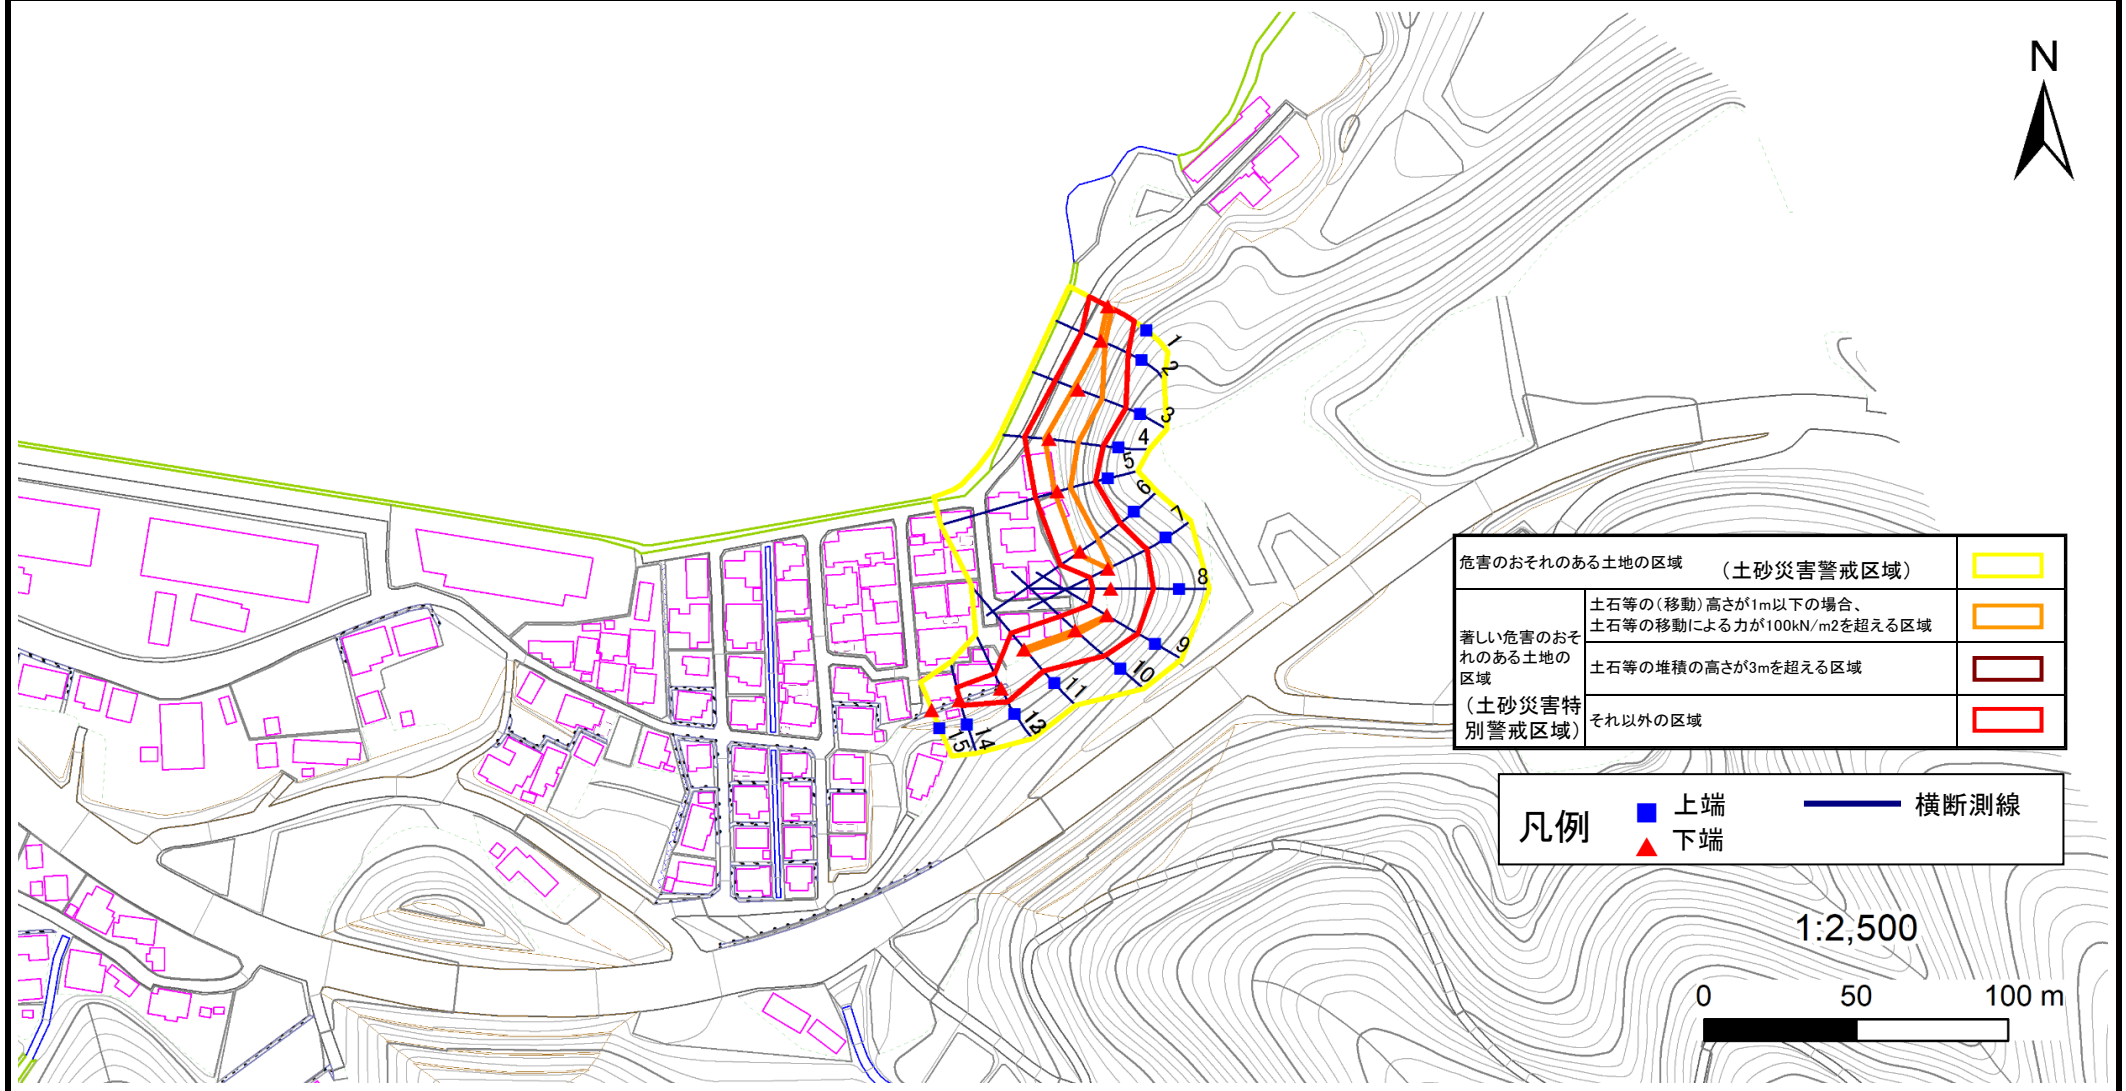 N
1
2
3
4
5
6
7
8
9
10
11
13
14
15
危害のおそれのある土地の区域 (土砂災害警戒区域)
著しい危害のおそれのある土地の区域
(土砂災害特別警戒区域)
土石等の(移動)高さが1m以下の場合、
土石等の移動による力が100kN/m2を超える区域
土石等の堆積の高さが3mを超える区域
それ以外の区域
凡例
上端
下端
横断測線
1:2,500
0 50 100 m